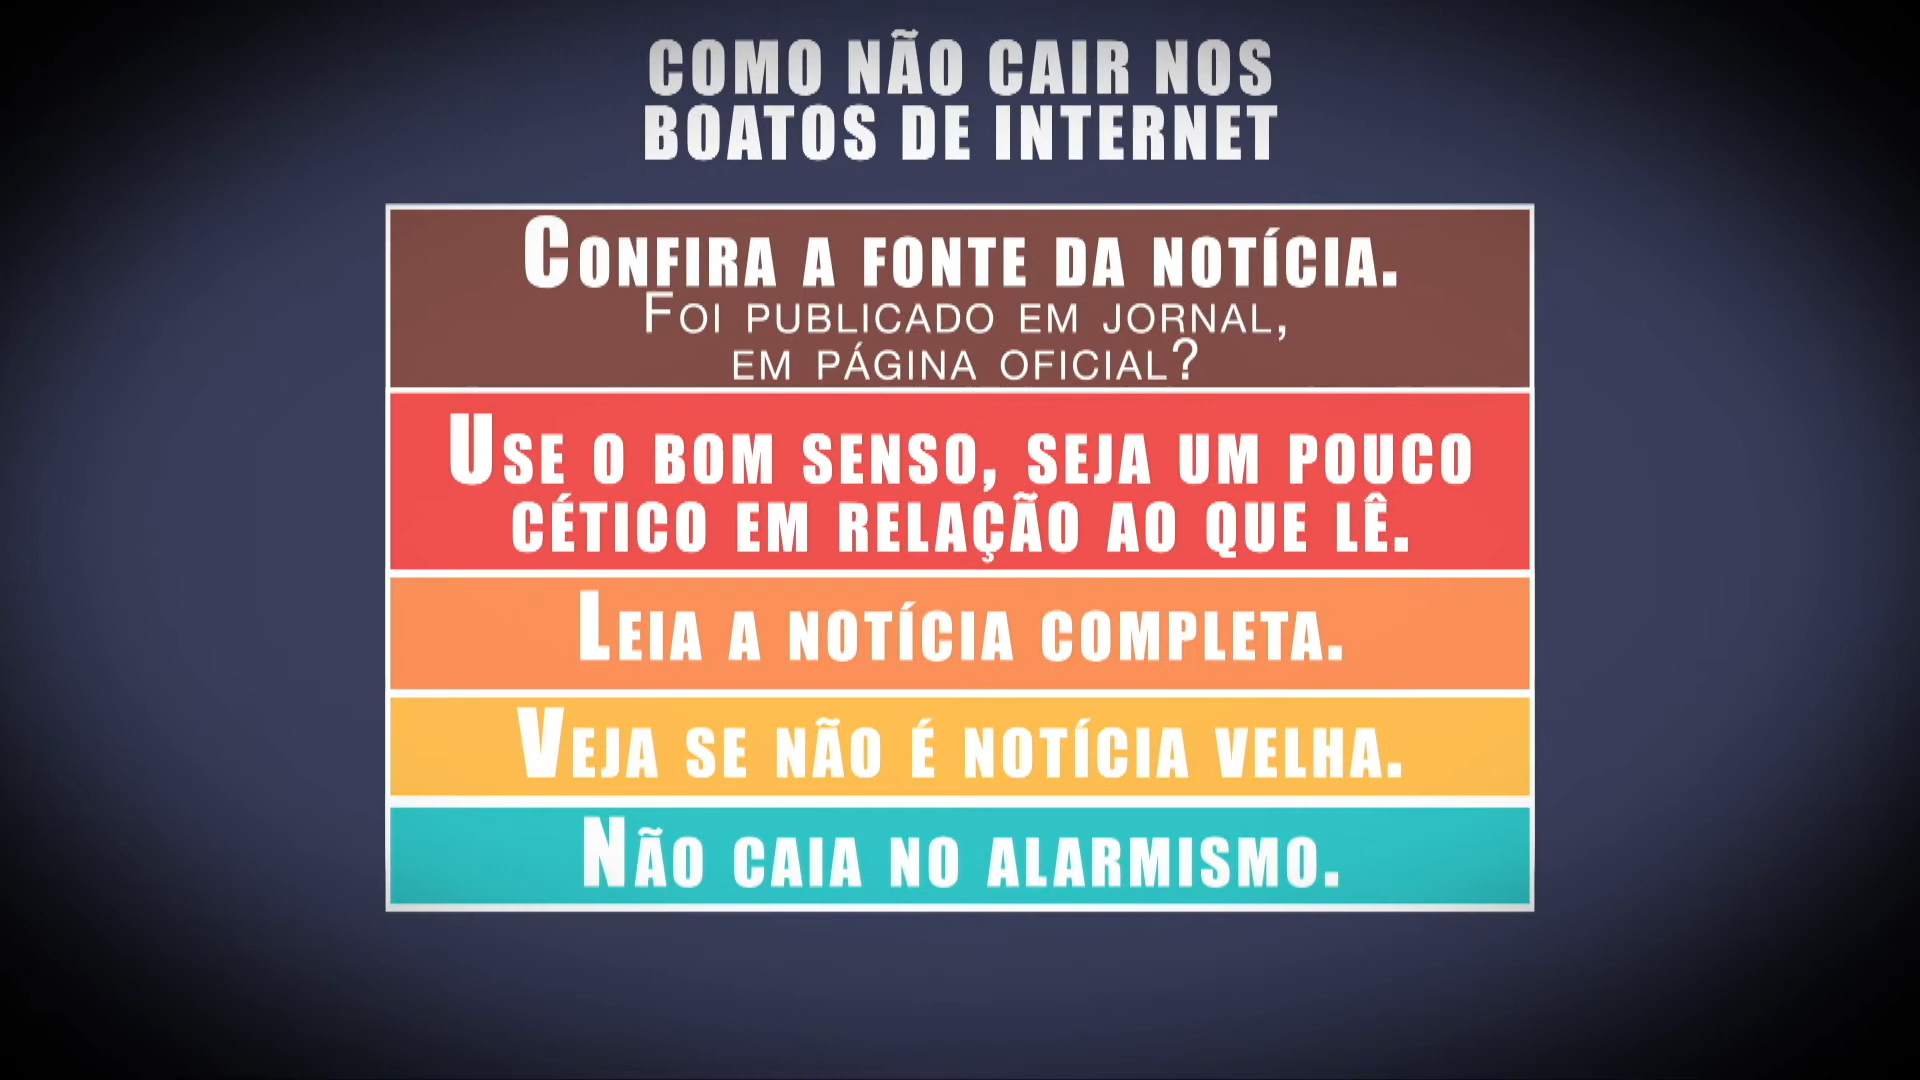 COMO NÃO CAIR NOS
BOATOS DE INTERNET
CONFIRA A FONTE DA NOTÍCIA.
FOI PUBLICADO EM JORNAL,
EM PÁGINA OFICIAL?
USE O BOM SENSO, SEJA UM POUCO
CÉTICO EM RELAÇÃO AO QUE LÊ.
LEIA A NOTÍCIA COMPLETA.
VEJA SE NÃO É NOTÍCIA VELHA.
NÃO CAIA NO ALARMISMO.